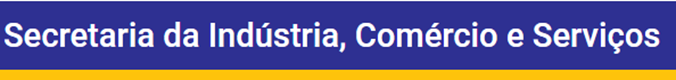 Secretaria da Indústria, Comércio e Serviços